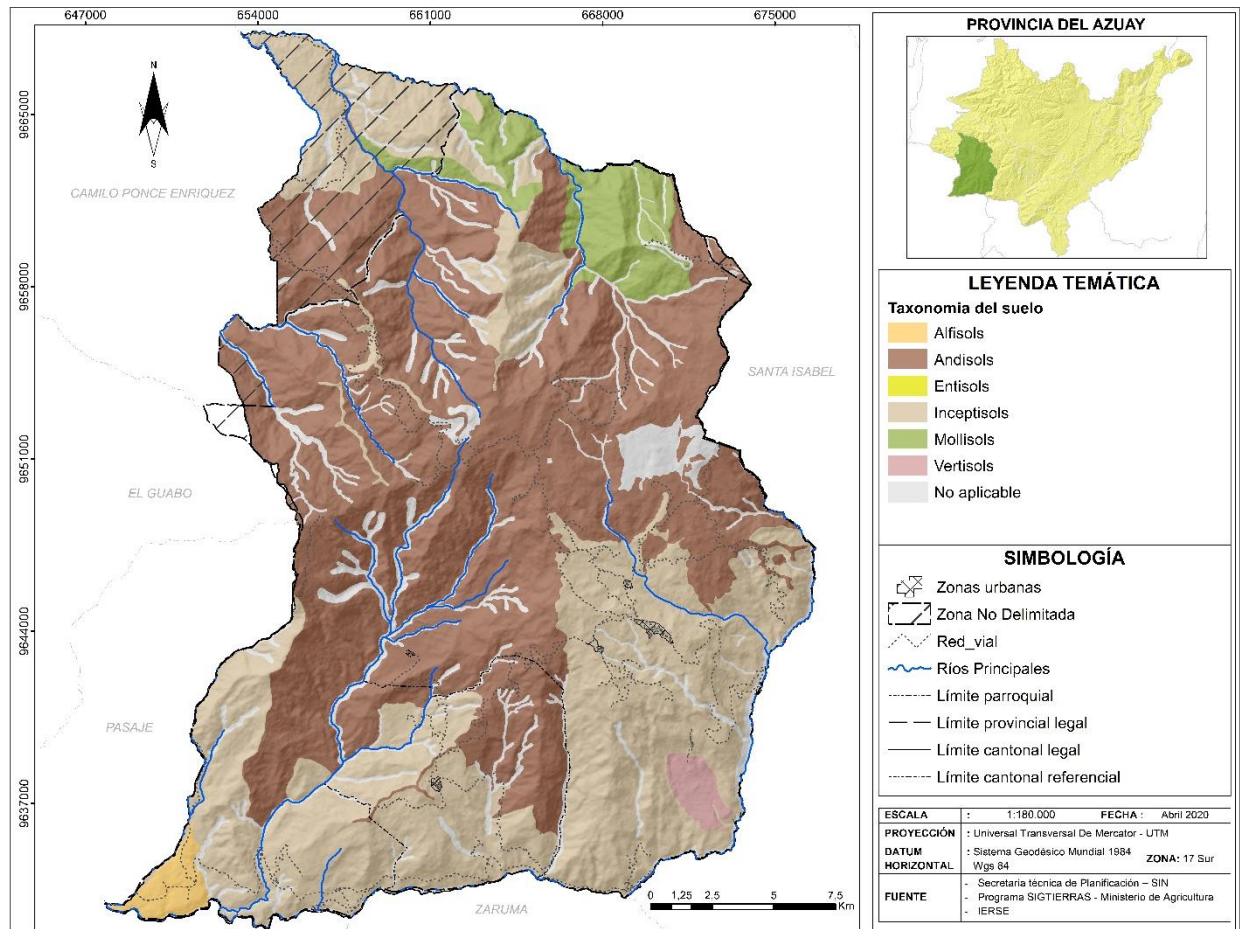 647000
654000
661000
668000
675000
9665000
9658000
9651000
9644000
9637000
N
S
CAMILO PONCE ENRIQUEZ
SANTA ISABEL
EL GUABO
PASAJE
ZARUMA
0 1,25 2,5 5 7,5
Km
PROVINCIA DEL AZUAY
LEYENDA TEMÁTICA
Taxonomia del suelo
Alfisols
Andisols
Entisols
Inceptisols
Mollisols
Vertisols
No aplicable
SIMBOLOGÍA
Zonas urbanas
Zona No Delimitada
Red_vial
Ríos Principales
Límite parroquial
Límite provincial legal
Límite cantonal legal
Límite cantonal referencial
ESCALA : 1:180.000 FECHA : Abril 2020
PROYECCIÓN : Universal Transversal De Mercator - UTM
DATUM HORIZONTAL : Sistema Geodésico Mundial 1984 Wgs 84 ZONA: 17 Sur
FUENTE - Secretaria técnica de Planificación – SIN
- Programa SIGTIERRAS - Ministerio de Agricultura
- IERSE